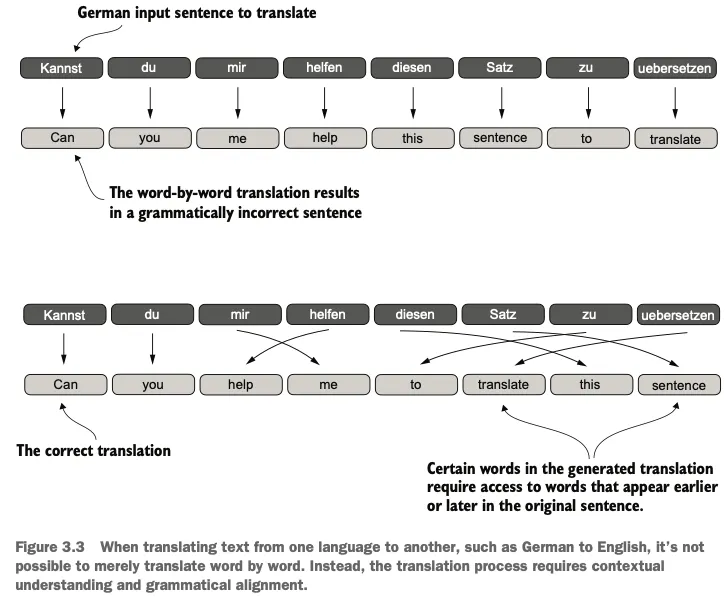 German input sentence to translate
Kannst du mir helfen diesen Satz zu uebersetzen
Can you me help this sentence to translate
The word-by-word translation results
in a grammatically incorrect sentence
Kannst du mir helfen diesen Satz zu uebersetzen
Can you help me to translate this sentence
The correct translation
Certain words in the generated translation
require access to words that appear earlier
or later in the original sentence.
Figure 3.3 When translating text from one language to another, such as German to English, it's not
possible to merely translate word by word. Instead, the translation process requires contextual
understanding and grammatical alignment.